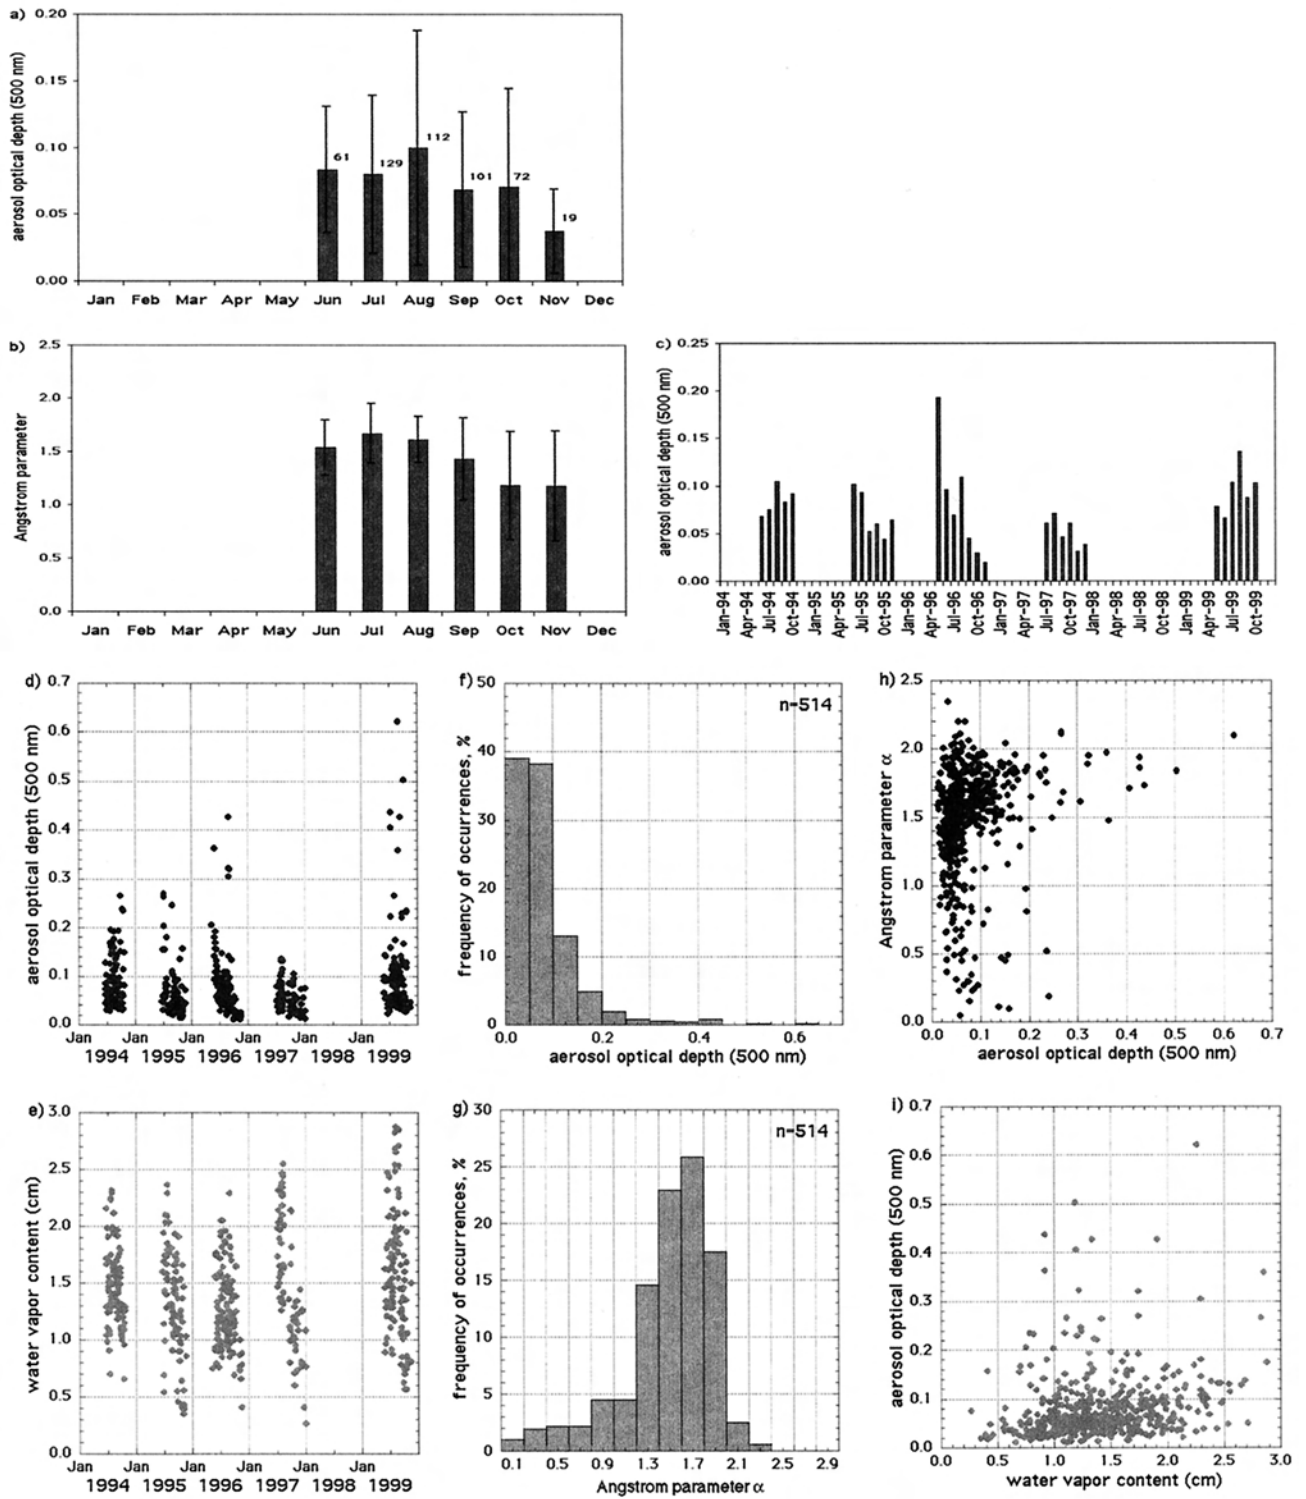 a)
aerosol optical depth (500 nm)
0.20
0.15
0.10
0.05
0.00
61
129
112
101
72
19
Jan Feb Mar Apr May Jun Jul Aug Sep Oct Nov Dec
b)
Angstrom parameter
2.5
2.0
1.5
1.0
0.5
0.0
Jan Feb Mar Apr May Jun Jul Aug Sep Oct Nov Dec
c)
aerosol optical depth (500 nm)
0.25
0.20
0.15
0.10
0.05
0.00
Jan-94 Apr-94 Jul-94 Oct-94 Jan-95 Apr-95 Jul-95 Oct-95 Jan-96 Apr-96 Jul-96 Oct-96 Jan-97 Apr-97 Jul-97 Oct-97 Jan-98 Apr-98 Jul-98 Oct-98 Jan-99 Apr-99 Jul-99 Oct-99
d)
aerosol optical depth (500 nm)
0.7
0.6
0.5
0.4
0.3
0.2
0.1
0.0
Jan Jan Jan Jan Jan Jan
1994 1995 1996 1997 1998 1999
f)
frequency of occurrences, %
50
40
30
20
10
0
n-514
0.0 0.2 0.4 0.6
aerosol optical depth (500 nm)
h)
Angstrom parameter α
2.5
2.0
1.5
1.0
0.5
0.0
0.0 0.1 0.2 0.3 0.4 0.5 0.6 0.7
aerosol optical depth (500 nm)
e)
water vapor content (cm)
3.0
2.5
2.0
1.5
1.0
0.5
0.0
Jan Jan Jan Jan Jan Jan
1994 1995 1996 1997 1998 1999
g)
frequency of occurrences, %
30
25
20
15
10
5
0
n-514
0.1 0.5 0.9 1.3 1.7 2.1 2.5 2.9
Angstrom parameter α
i)
aerosol optical depth (500 nm)
0.7
0.6
0.5
0.4
0.3
0.2
0.1
0.0
0.0 0.5 1.0 1.5 2.0 2.5 3.0
water vapor content (cm)